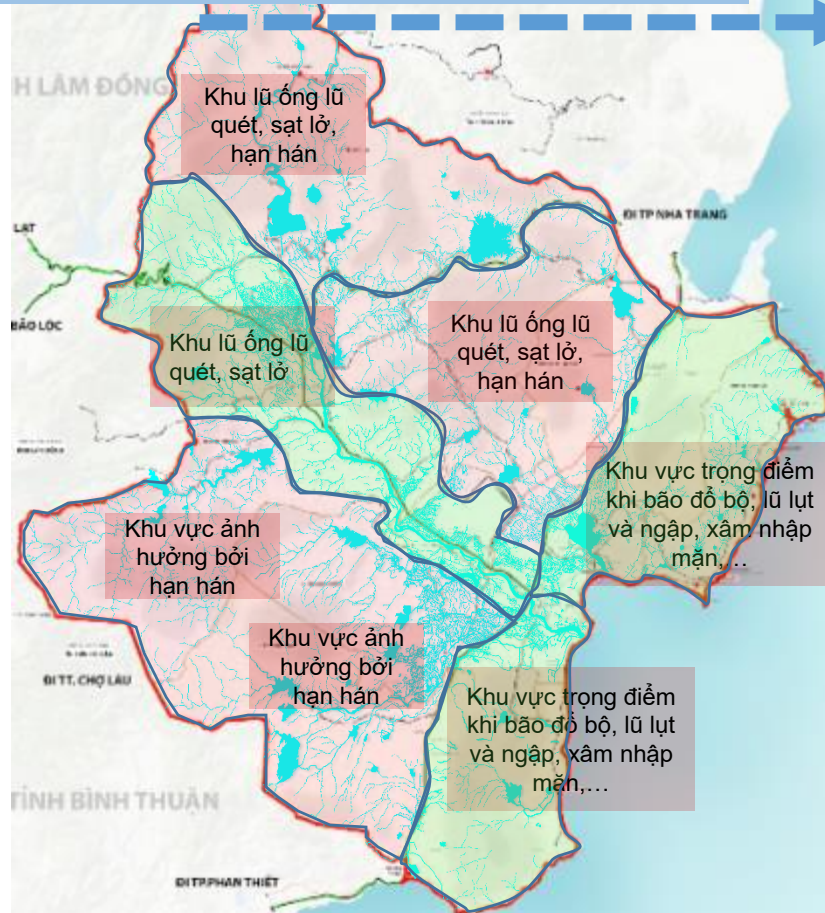 H LÂM ĐỒNG
Khu lũ ống lũ
quét, sạt lở,
hạn hán
ĐI TP NHA TRANG
LẠT
BẢO LỘC
Khu lũ ống lũ
quét, sạt lở
Khu lũ ống lũ
quét, sạt lở,
hạn hán
Khu vực trọng điểm
khi bão đổ bộ, lũ lụt
và ngập, xâm nhập
mặn,…
Khu vực ảnh
hưởng bởi
hạn hán
Khu vực ảnh
hưởng bởi
hạn hán
ĐI TT. CHỢ LẦU
Khu vực trọng điểm
khi bão đổ bộ, lũ lụt
và ngập, xâm nhập
mặn,…
TỈNH BÌNH THUẬN
ĐI TP.PHAN THIẾT